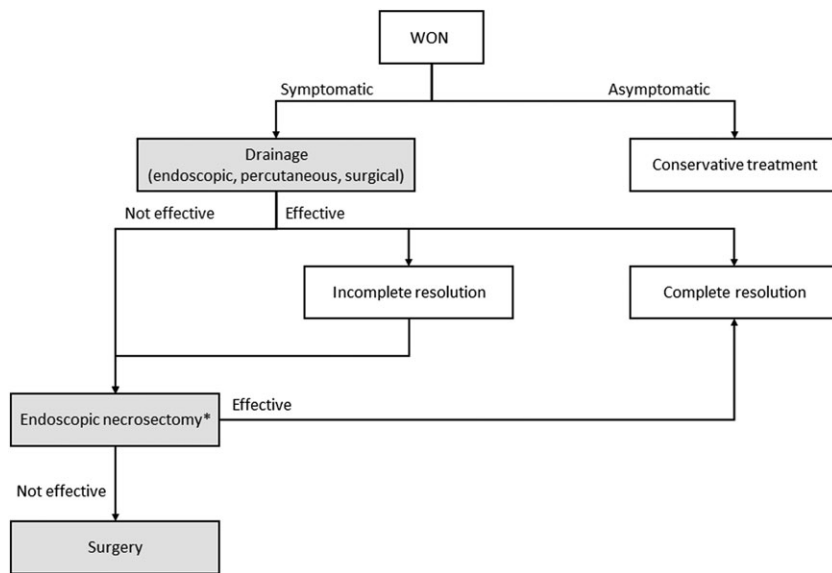 WON
Symptomatic
Asymptomatic
Drainage
(endoscopic, percutaneous, surgical)
Conservative treatment
Not effective
Effective
Incomplete resolution
Complete resolution
Endoscopic necrosectomy*
Effective
Not effective
Surgery